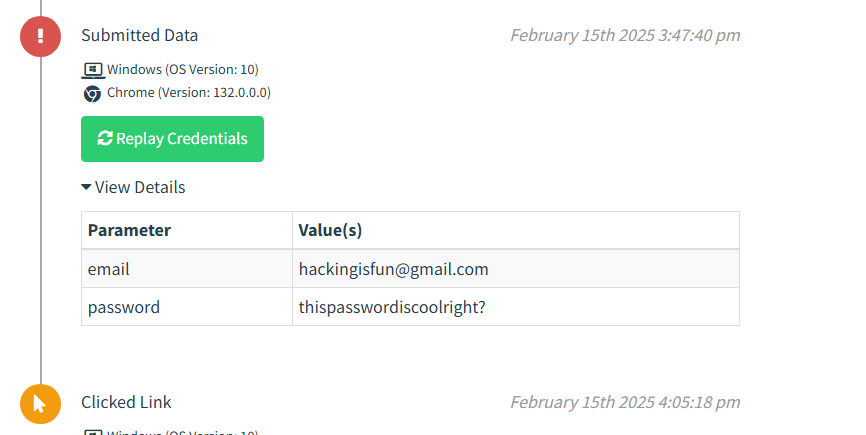 Submitted Data February 15th 2025 3:47:40 pm
Windows (OS Version: 10)
Chrome (Version: 132.0.0.0)
Replay Credentials
View Details
Parameter Value(s)
email hackingisfun@gmail.com
password thispasswordiscoolright?
Clicked Link February 15th 2025 4:05:18 pm
Windows (OS Version: 10)